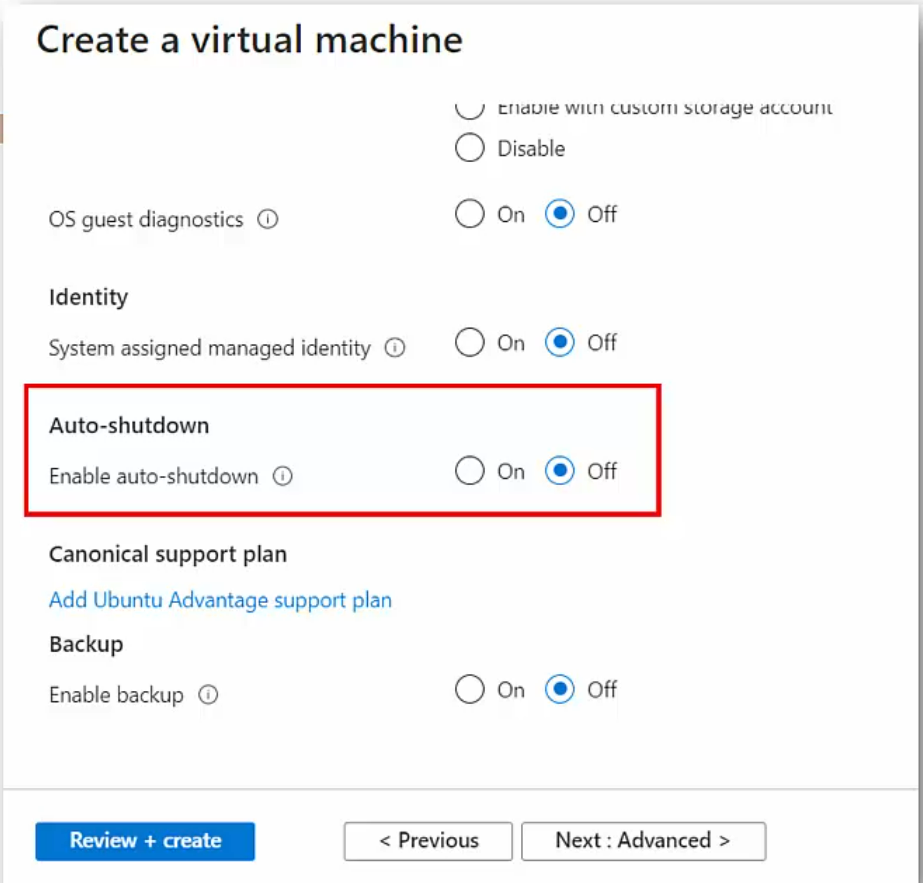 Create a virtual machine
Enable with custom storage account
Disable
OS guest diagnostics On Off
Identity
System assigned managed identity On Off
Auto-shutdown
Enable auto-shutdown On Off
Canonical support plan
Add Ubuntu Advantage support plan
Backup
Enable backup On Off
Review + create < Previous Next : Advanced >